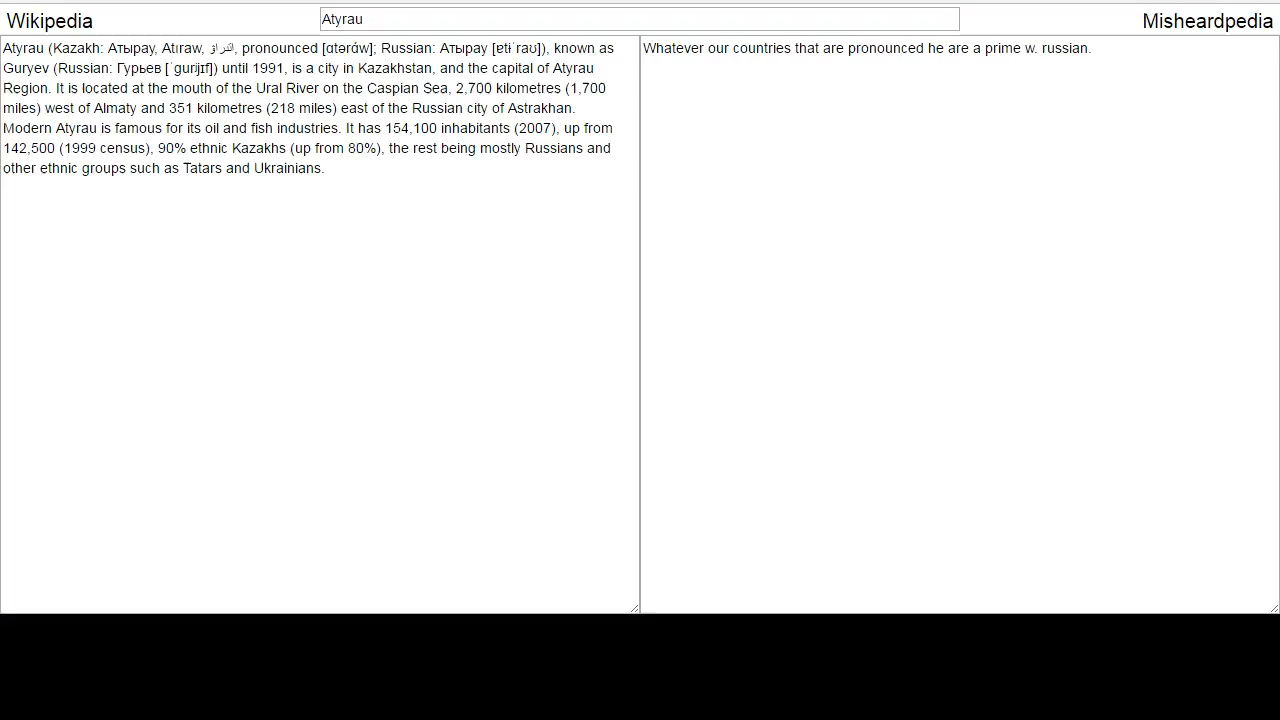 Wikipedia
Atyrau
Misheardpedia
Atyrau (Kazakh: Атырау, Atıraw, اتىراۋ, pronounced [ɑtərάw]; Russian: Атырау [ɐtɨˈraʊ]), known as
Guryev (Russian: Гурьев [ˈgurijɪf]) until 1991, is a city in Kazakhstan, and the capital of Atyrau
Region. It is located at the mouth of the Ural River on the Caspian Sea, 2,700 kilometres (1,700
miles) west of Almaty and 351 kilometres (218 miles) east of the Russian city of Astrakhan.
Modern Atyrau is famous for its oil and fish industries. It has 154,100 inhabitants (2007), up from
142,500 (1999 census), 90% ethnic Kazakhs (up from 80%), the rest being mostly Russians and
other ethnic groups such as Tatars and Ukrainians.
Whatever our countries that are pronounced he are a prime w. russian.